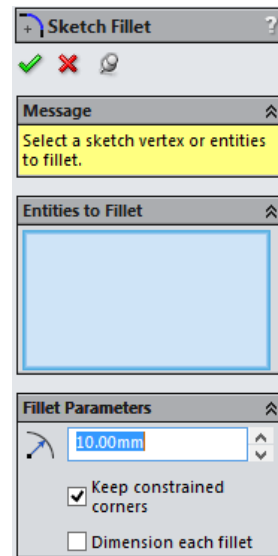 Sketch Fillet ?
Message
Select a sketch vertex or entities
to fillet.
Entities to Fillet
Fillet Parameters
10.00mm
Keep constrained
corners
Dimension each fillet